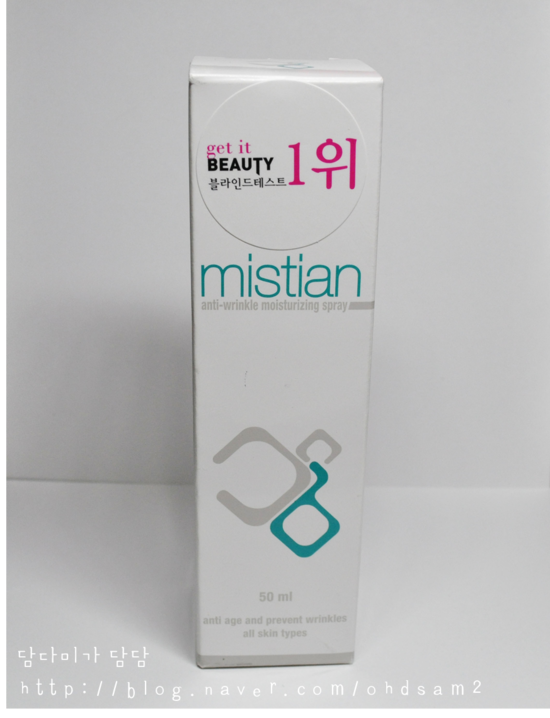 get it
BEAUTY
블라인드테스트
1위
mistian
anti-wrinkle moisturizing spray
50 ml
anti age and prevent wrinkles
all skin types
담다미가 담담
http://blog.naver.com/ohdsam2